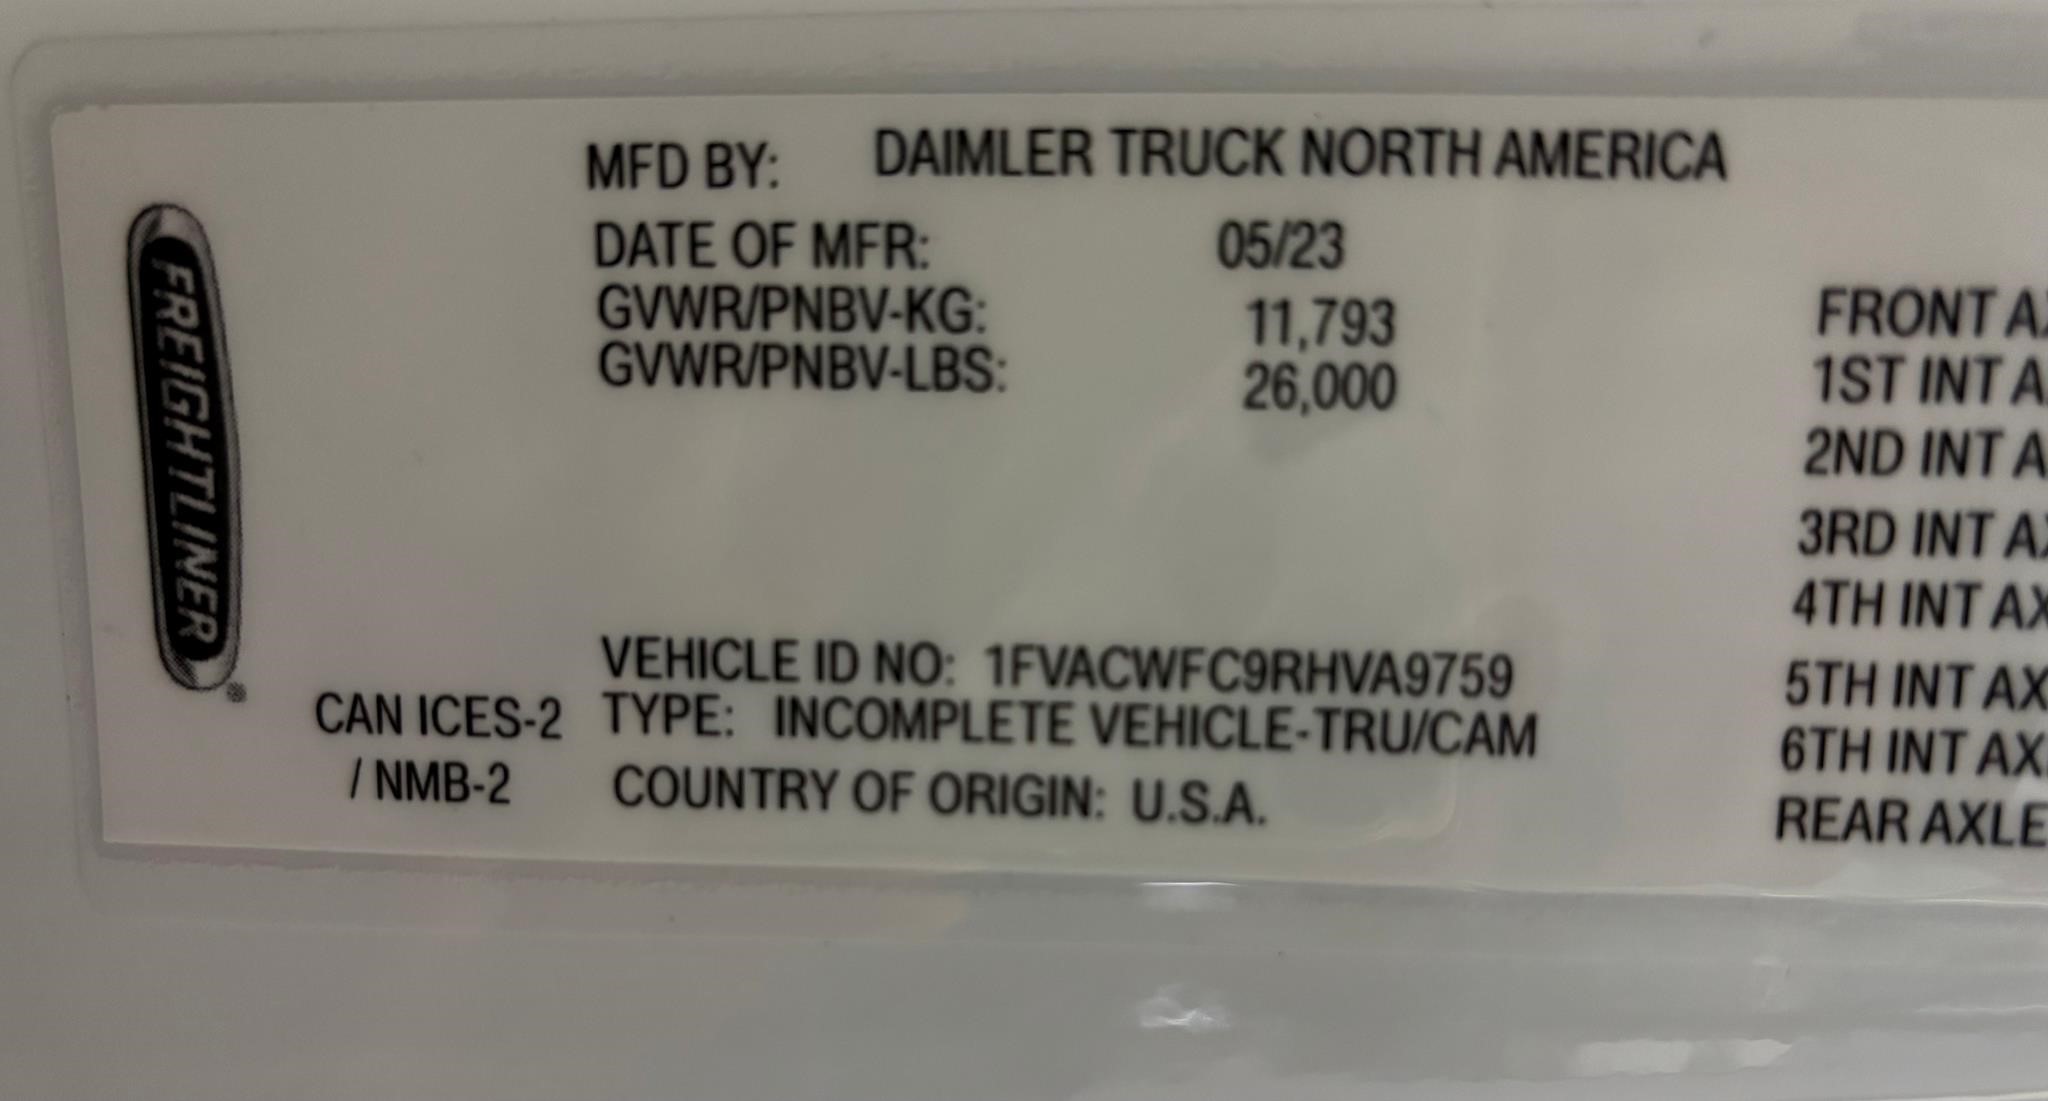 FREIGHTLINER
MFD BY: DAIMLER TRUCK NORTH AMERICA
DATE OF MFR: 05/23
GVWR/PNBV-KG: 11,793
GVWR/PNBV-LBS: 26,000
VEHICLE ID NO: 1FVACWFC9RHVA9759
CAN ICES-2 TYPE: INCOMPLETE VEHICLE-TRU/CAM
/ NMB-2 COUNTRY OF ORIGIN: U.S.A.
FRONT
1ST INT
2ND INT
3RD INT
4TH INT
5TH INT
6TH INT
REAR AXLE